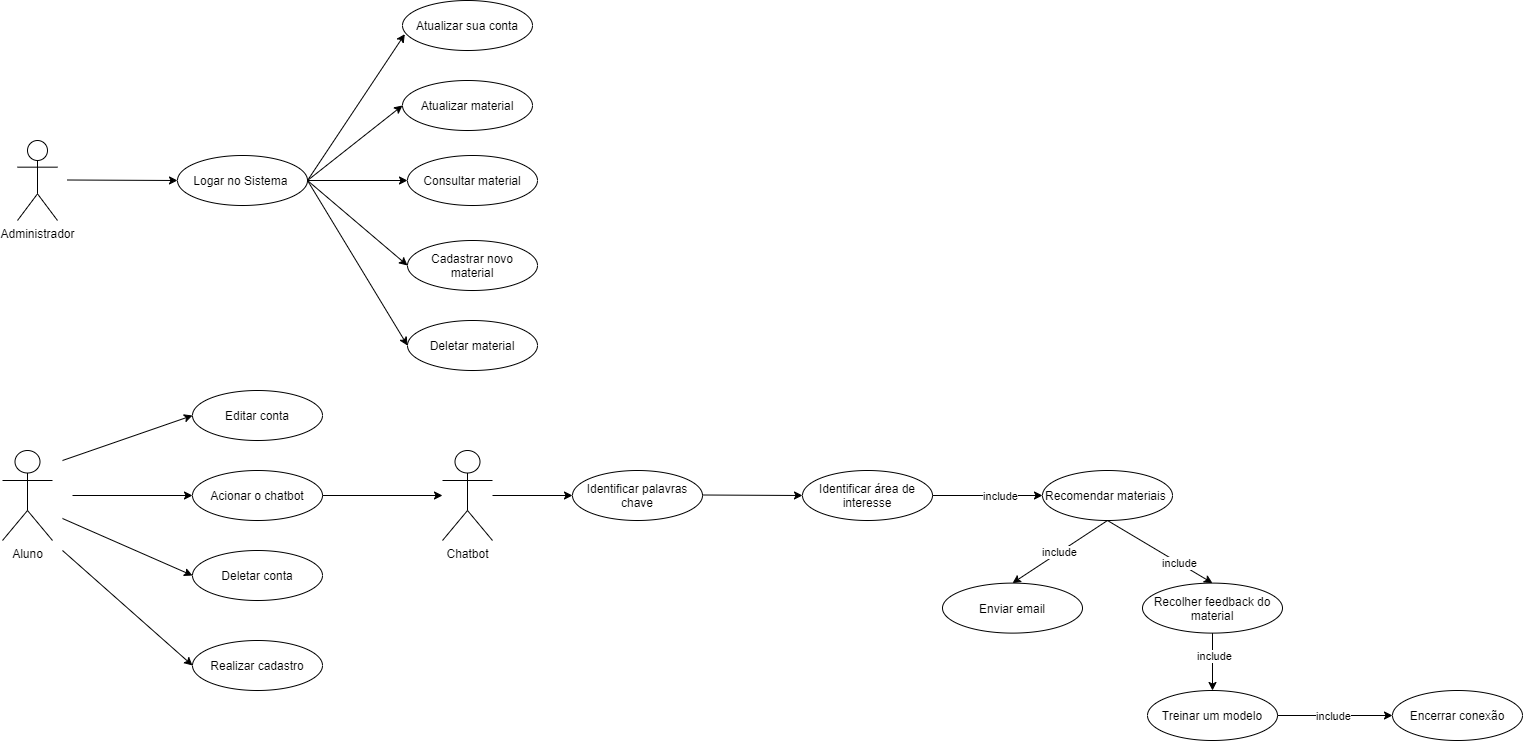 Atualizar sua conta
Atualizar material
Logar no Sistema
Consultar material
Administrador
Cadastrar novo
material
Deletar material
Editar conta
Acionar o chatbot
Aluno
Deletar conta
Realizar cadastro
Chatbot
Identificar palavras
chave
Identificar área de
interesse
include
Recomendar materiais
include
include
Enviar email
Recolher feedback do
material
include
Treinar um modelo
include
Encerrar conexão